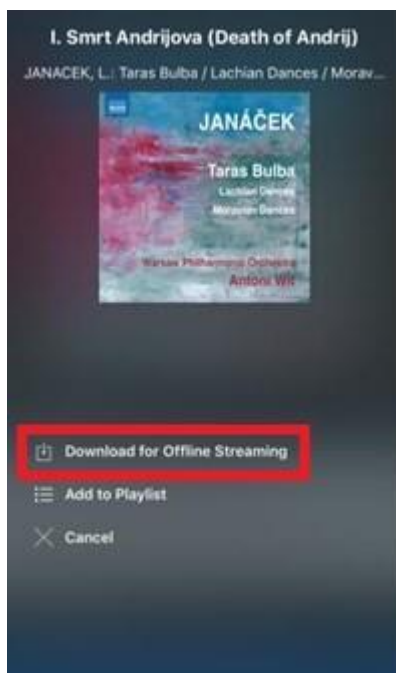 I. Smrt Andrijova (Death of Andrij)
JANACEK, L.: Taras Bulba / Lachian Dances / Morav...
JANÁČEK
Taras Bulba
Lachian Dances
Moravian Dances
Warsaw Philharmonic Orchestra
Antoni Wit
Download for Offline Streaming
Add to Playlist
Cancel